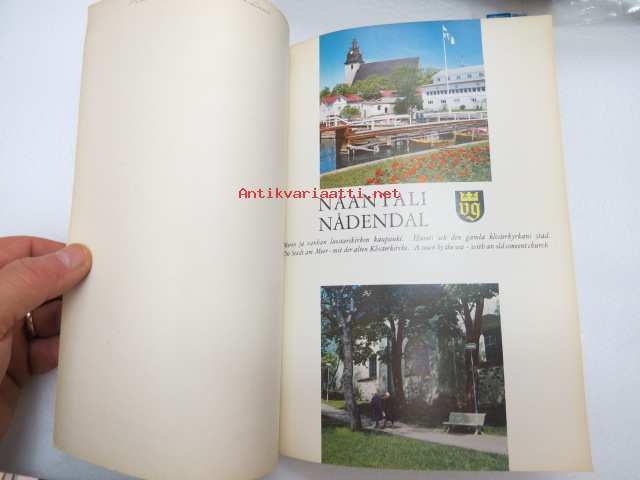 Antikvariaatti.net
NAANTALI
NÅDENDAL
vg
Meren ja vanhan luostarikirkon kaupunki. Havets och den gamla klosterkyrkans stad.
Die Stadt am Meer - mit der alten Klosterkirche. A town by the sea - with an old convent church